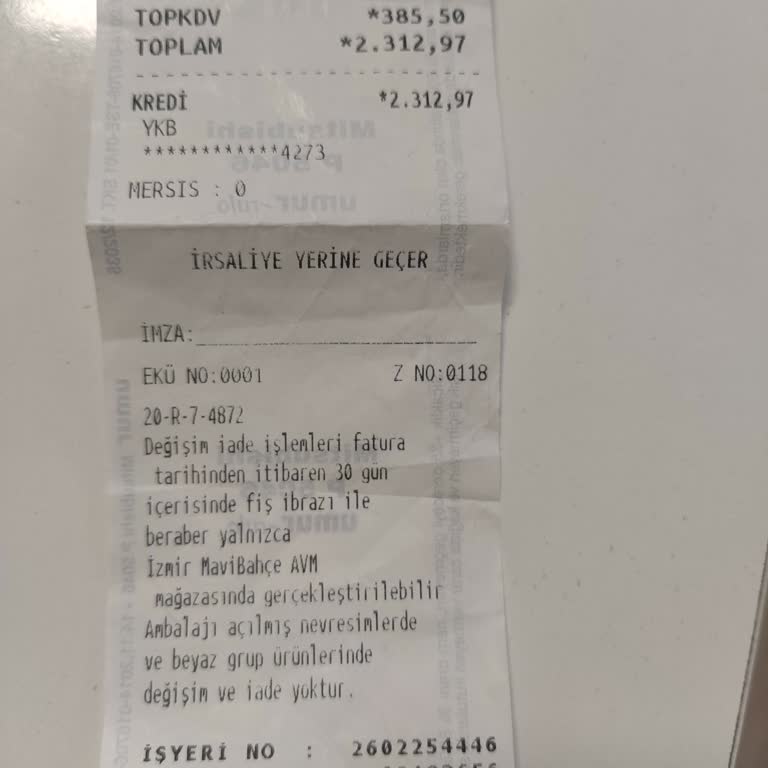 TOPKDV *385,50
TOPLAM *2.312,97
KREDİ *2.312,97
YKB
************4273
MERSIS : 0
İRSALİYE YERİNE GEÇER
İMZA:
EKÜ NO:0001 Z NO:0118
20-R-7-4872
Değişim iade işlemleri fatura
tarihinden itibaren 30 gün
içerisinde fiş ibrazı ile
beraber yalnızca
İzmir MaviBahçe AVM
mağazasında gerçekleştirilebilir
Ambalajı açılmış nevresimlerde
ve beyaz grup ürünlerinde
değişim ve iade yoktur.
İŞYERİ NO : 2602254446